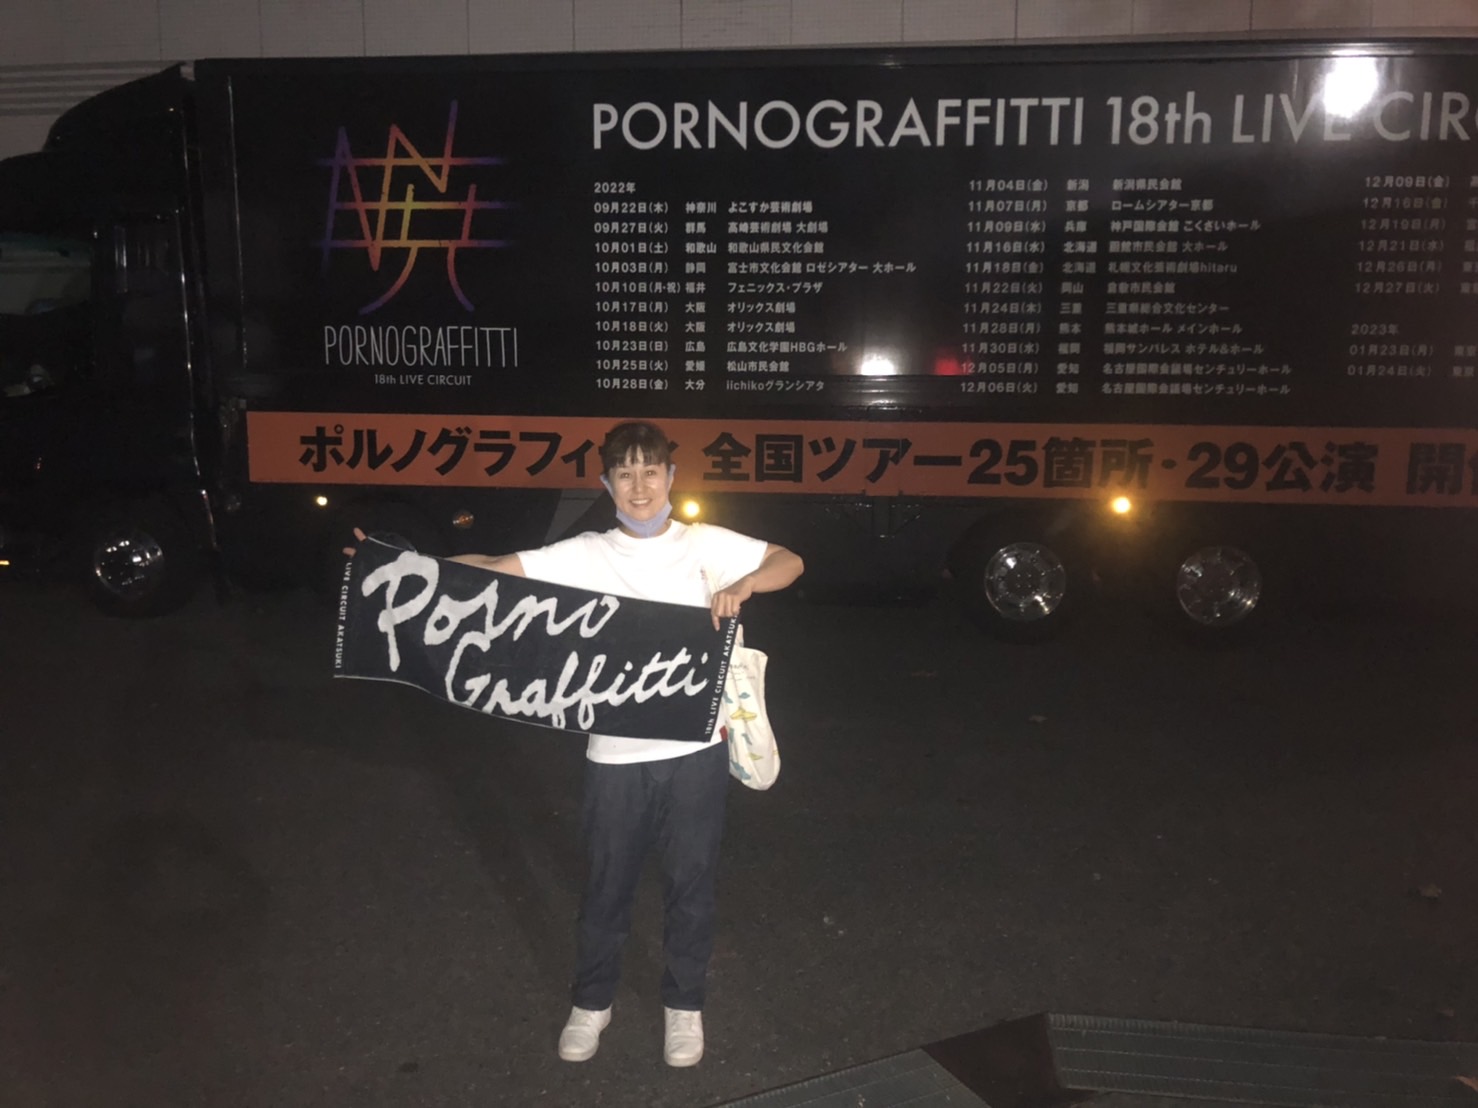 PORNOGRAFFITTI 18th LIVE CIR
PORNOGRAFFITTI
18th LIVE CIRCUIT
2022年
09月22日(木) 神奈川 よこすか芸術劇場
09月27日(火) 群馬 高崎芸術劇場 大劇場
10月01日(土) 和歌山 和歌山県民文化会館
10月03日(月) 静岡 富士市文化会館 ロゼシアター 大ホール
10月10日(月・祝) 福井 フェニックス・プラザ
10月17日(月) 大阪 オリックス劇場
10月18日(火) 大阪 オリックス劇場
10月23日(日) 広島 広島文化学園HBGホール
10月25日(火) 愛媛 松山市民会館
10月28日(金) 大分 iichikoグランシアタ
11月04日(金) 新潟 新潟県民会館
11月07日(月) 京都 ロームシアター京都
11月09日(水) 兵庫 神戸国際会館 こくさいホール
11月16日(水) 北海道 函館市民会館 大ホール
11月18日(金) 北海道 札幌文化芸術劇場hitaru
11月22日(火) 岡山 倉敷市民会館
11月24日(木) 三重 三重県総合文化センター
11月28日(月) 熊本 熊本城ホール メインホール
11月30日(水) 福岡 福岡サンパレス ホテル&ホール
12月05日(月) 愛知 名古屋国際会議場センチュリーホール
12月06日(火) 愛知 名古屋国際会議場センチュリーホール
12月09日(金)
12月16日(金)
12月19日(月)
12月21日(水)
12月26日(月)
12月27日(火)
2023年
01月23日(月) 東京
01月24日(火) 東京
ポルノグラフィ 全国ツアー25箇所・29公演 開
Porno
Graffitti
LIVE CIRCUIT AKATSUKI
18th LIVE CIRCUIT AKATSUK